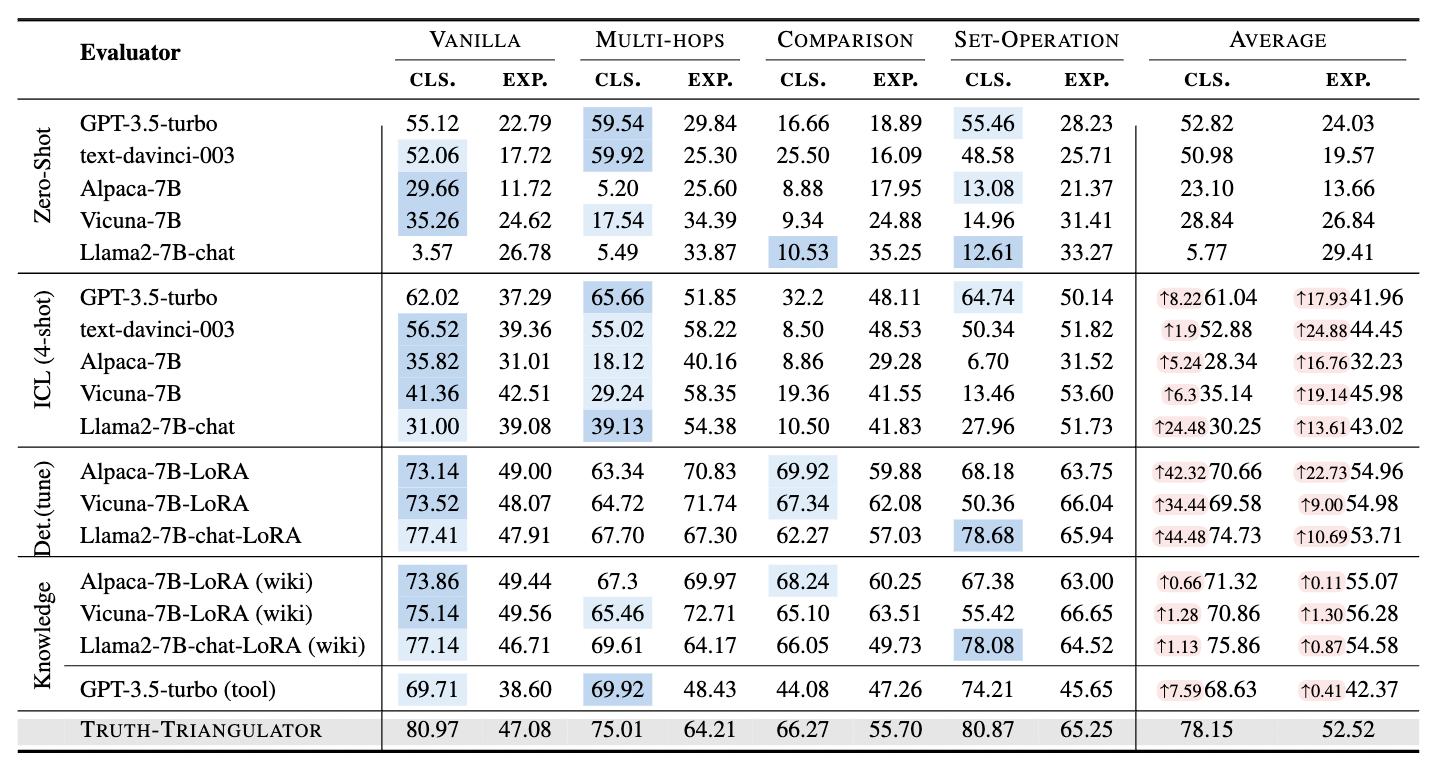 Evaluator VANILLA MULTI-HOPS COMPARISON SET-OPERATION AVERAGE
CLS. EXP. CLS. EXP. CLS. EXP. CLS. EXP. CLS. EXP.
Zero-Shot
GPT-3.5-turbo 55.12 22.79 59.54 29.84 16.66 18.89 55.46 28.23 52.82 24.03
text-davinci-003 52.06 17.72 59.92 25.30 25.50 16.09 48.58 25.71 50.98 19.57
Alpaca-7B 29.66 11.72 5.20 25.60 8.88 17.95 13.08 21.37 23.10 13.66
Vicuna-7B 35.26 24.62 17.54 34.39 9.34 24.88 14.96 31.41 28.84 26.84
Llama2-7B-chat 3.57 26.78 5.49 33.87 10.53 35.25 12.61 33.27 5.77 29.41
ICL (4-shot)
GPT-3.5-turbo 62.02 37.29 65.66 51.85 32.2 48.11 64.74 50.14 ↑8.22 61.04 ↑17.93 41.96
text-davinci-003 56.52 39.36 55.02 58.22 8.50 48.53 50.34 51.82 ↑1.9 52.88 ↑24.88 44.45
Alpaca-7B 35.82 31.01 18.12 40.16 8.86 29.28 6.70 31.52 ↑5.24 28.34 ↑16.76 32.23
Vicuna-7B 41.36 42.51 29.24 58.35 19.36 41.55 13.46 53.60 ↑6.3 35.14 ↑19.14 45.98
Llama2-7B-chat 31.00 39.08 39.13 54.38 10.50 41.83 27.96 51.73 ↑24.48 30.25 ↑13.61 43.02
Det.(tune)
Alpaca-7B-LoRA 73.14 49.00 63.34 70.83 69.92 59.88 68.18 63.75 ↑42.32 70.66 ↑22.73 54.96
Vicuna-7B-LoRA 73.52 48.07 64.72 71.74 67.34 62.08 50.36 66.04 ↑34.44 69.58 ↑9.00 54.98
Llama2-7B-chat-LoRA 77.41 47.91 67.70 67.30 62.27 57.03 78.68 65.94 ↑44.48 74.73 ↑10.69 53.71
Knowledge
Alpaca-7B-LoRA (wiki) 73.86 49.44 67.3 69.97 68.24 60.25 67.38 63.00 ↑0.66 71.32 ↑0.11 55.07
Vicuna-7B-LoRA (wiki) 75.14 49.56 65.46 72.71 65.10 63.51 55.42 66.65 ↑1.28 70.86 ↑1.30 56.28
Llama2-7B-chat-LoRA (wiki) 77.14 46.71 69.61 64.17 66.05 49.73 78.08 64.52 ↑1.13 75.86 ↑0.87 54.58
GPT-3.5-turbo (tool) 69.71 38.60 69.92 48.43 44.08 47.26 74.21 45.65 ↑7.59 68.63 ↑0.41 42.37
TRUTH-TRIANGULATOR 80.97 47.08 75.01 64.21 66.27 55.70 80.87 65.25 78.15 52.52